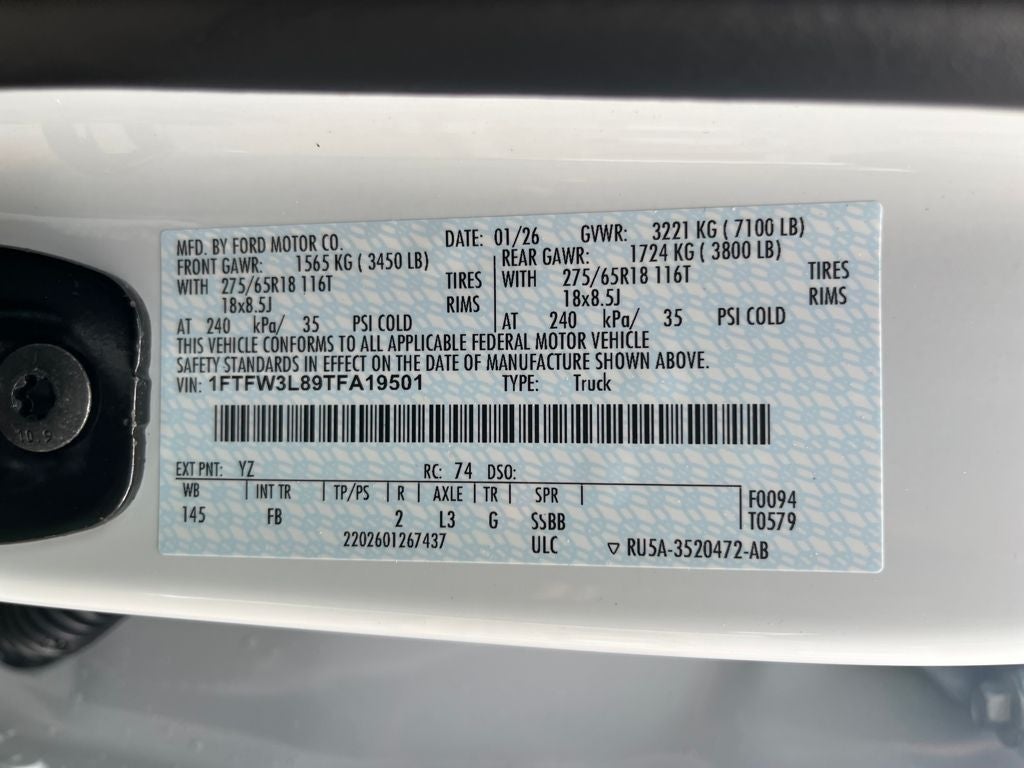 MFD. BY FORD MOTOR CO. DATE: 01/26 GVWR: 3221 KG ( 7100 LB)
FRONT GAWR: 1565 KG ( 3450 LB) REAR GAWR: 1724 KG ( 3800 LB)
WITH 275/65R18 116T TIRES WITH 275/65R18 116T TIRES
18x8.5J RIMS 18x8.5J RIMS
AT 240 kPa/ 35 PSI COLD AT 240 kPa/ 35 PSI COLD
THIS VEHICLE CONFORMS TO ALL APPLICABLE FEDERAL MOTOR VEHICLE
SAFETY STANDARDS IN EFFECT ON THE DATE OF MANUFACTURE SHOWN ABOVE.
VIN: 1FTFW3L89TFA19501 TYPE: Truck
EXT PNT: YZ RC: 74 DSO:
WB INT TR TP/PS R AXLE TR SPR F0094
145 FB 2 L3 G SSBB T0579
2202601267437 ULC ▽ RU5A-3520472-AB
10.9